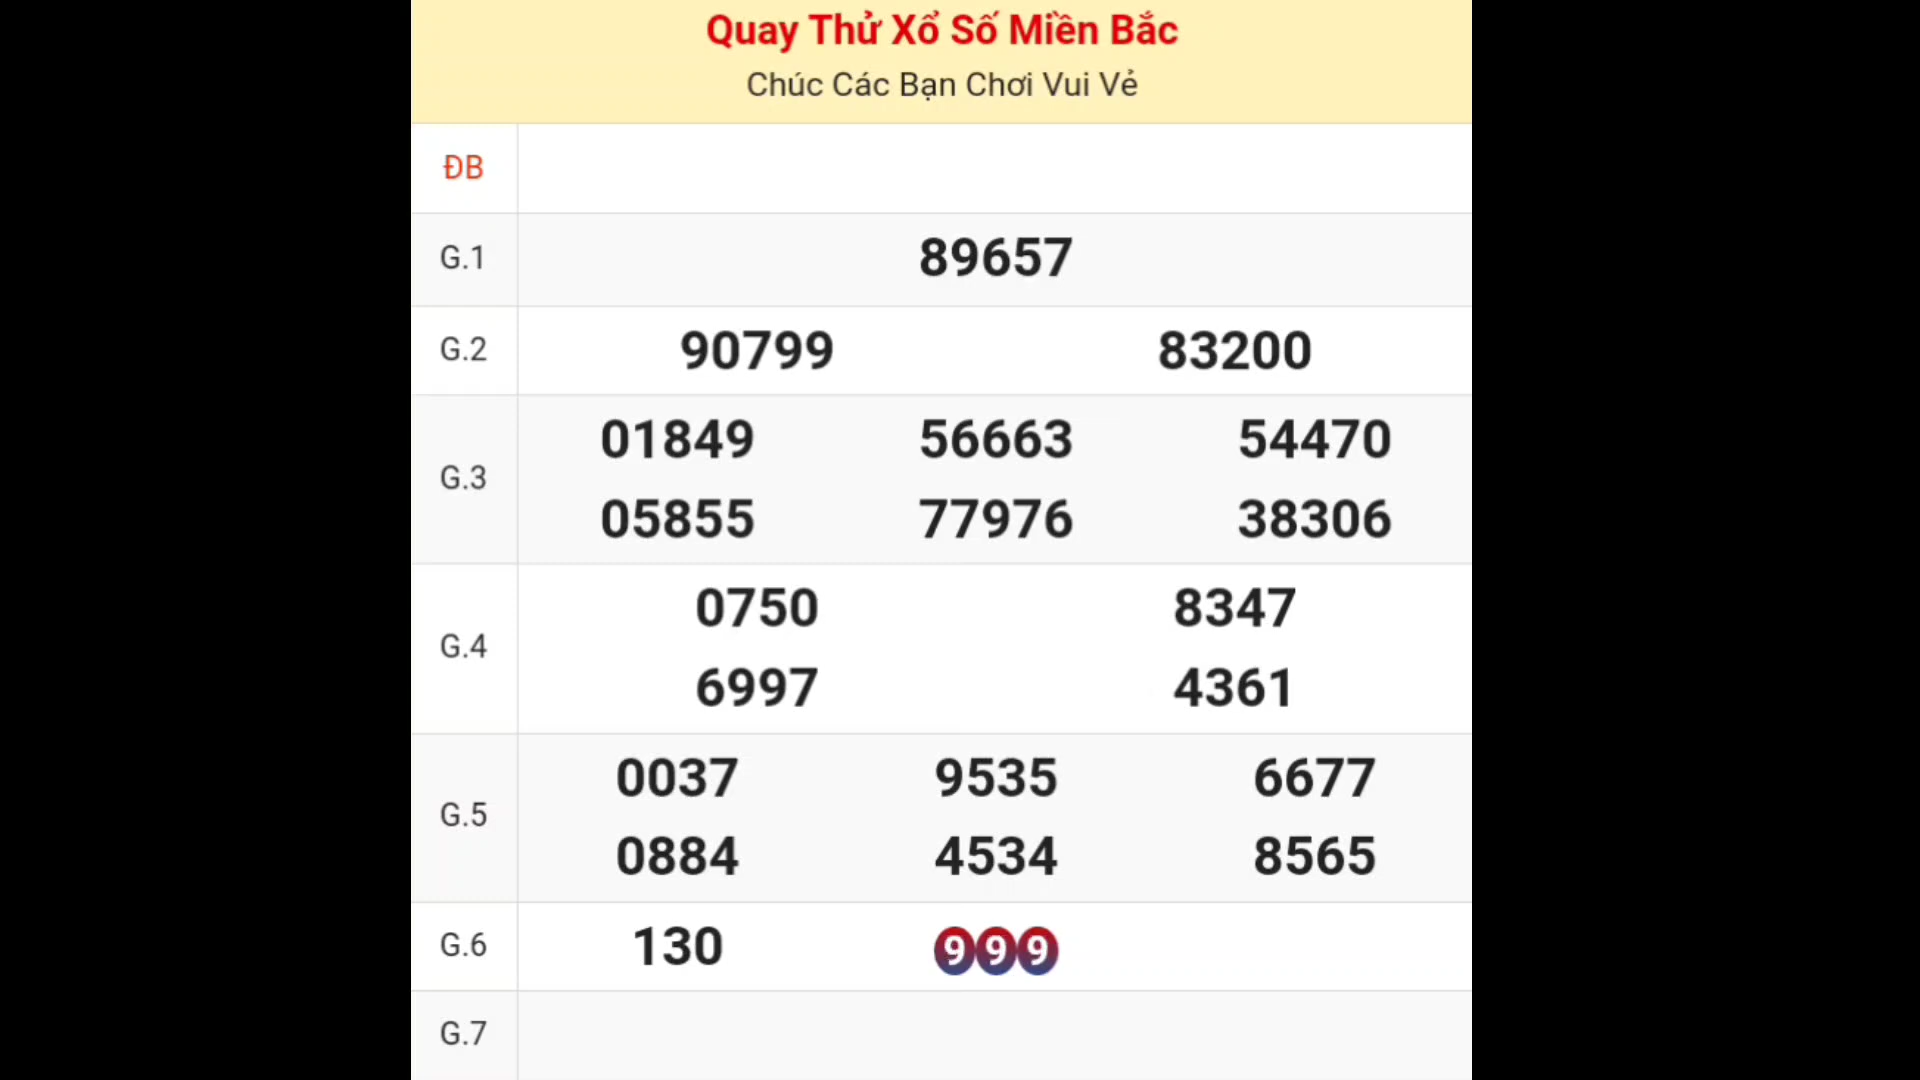 Quay Thử Xổ Số Miền Bắc
Chúc Các Bạn Chơi Vui Vẻ
ĐB
G.1 89657
G.2 90799 83200
G.3
01849 56663 54470
05855 77976 38306
G.4
0750 8347
6997 4361
G.5
0037 9535 6677
0884 4534 8565
G.6 130 999
G.7